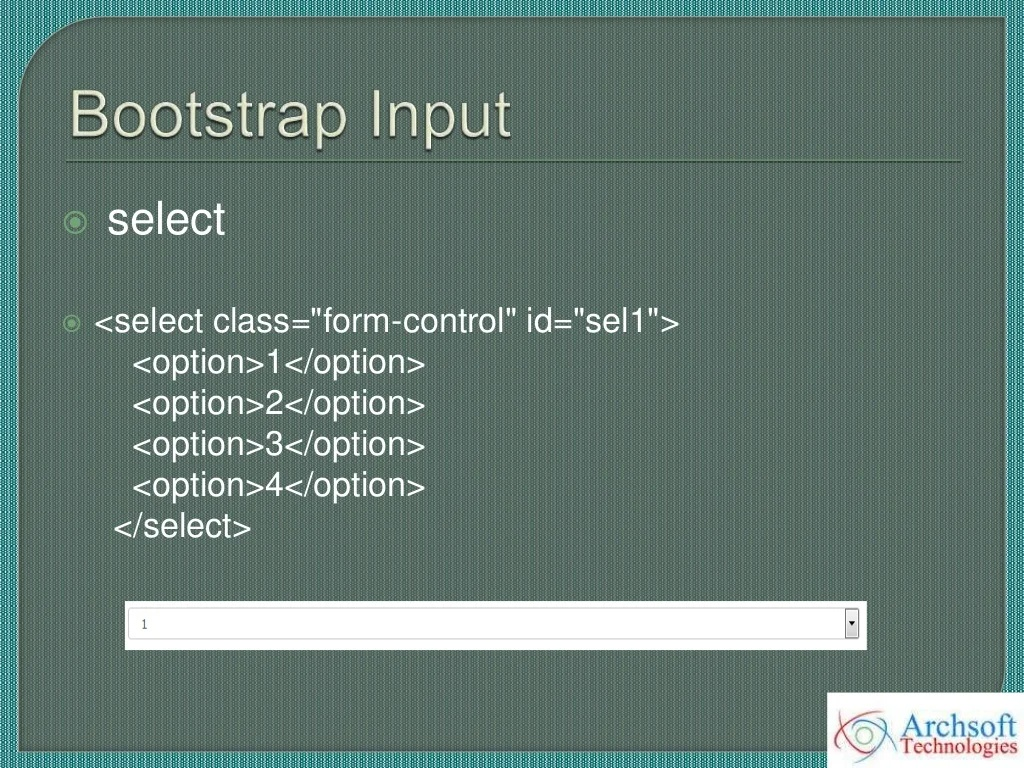 Bootstrap Input
select
<select class="form-control" id="sel1">
<option>1</option>
<option>2</option>
<option>3</option>
<option>4</option>
</select>
1
Archsoft
Technologies